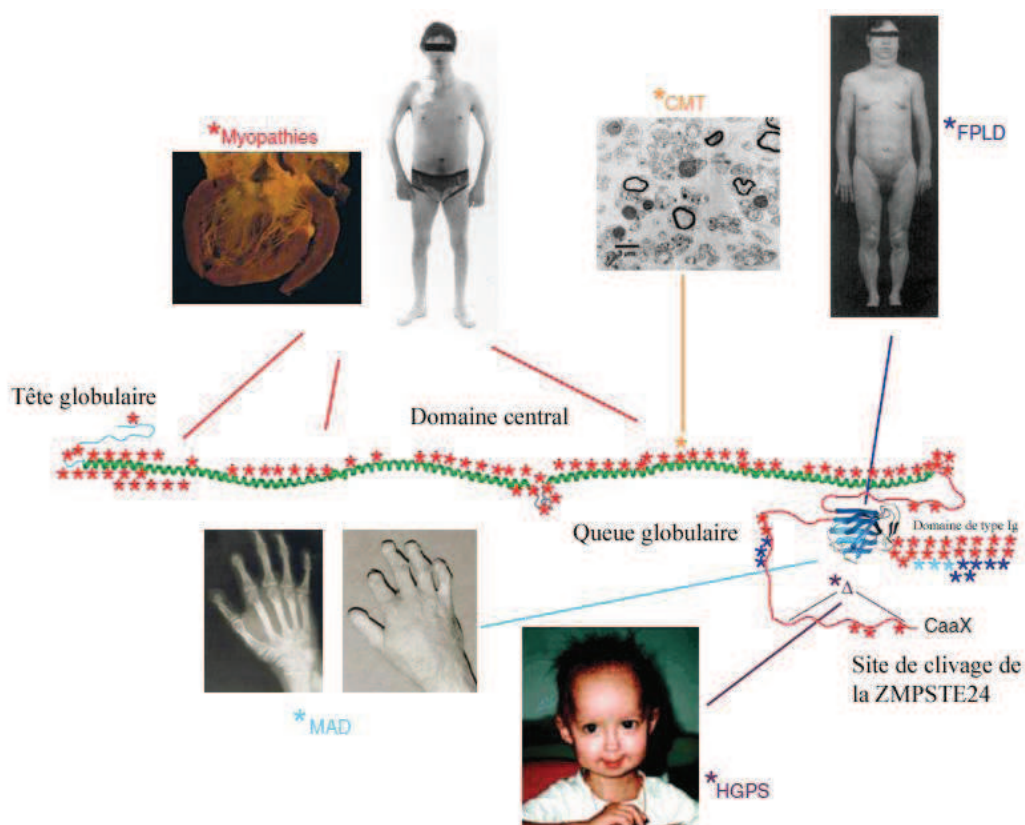 *CMT
*FPLD
*Myopathies
Tête globulaire
Domaine central
Queue globulaire
Domaine de type Ig
*Δ
CaaX
Site de clivage de
la ZMPSTE24
*MAD
*HGPS